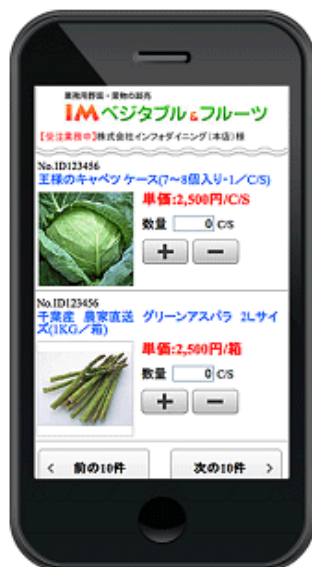 業務用野菜・果物の販売
iMベジタブル&フルーツ
【受注業務中】株式会社インフォダイニング(本店)様
No.ID123456
王様のキャベツ ケース(7〜8個入り・1／C/S)
単価:2,500円/C/S
数量 0 C/S
+ −
No.ID123456
千葉産 農家直送 グリーンアスパラ 2Lサイ
ズ(1KG／箱)
単価:2,500円/箱
数量 0 C/S
+ −
< 前の10件 次の10件 >